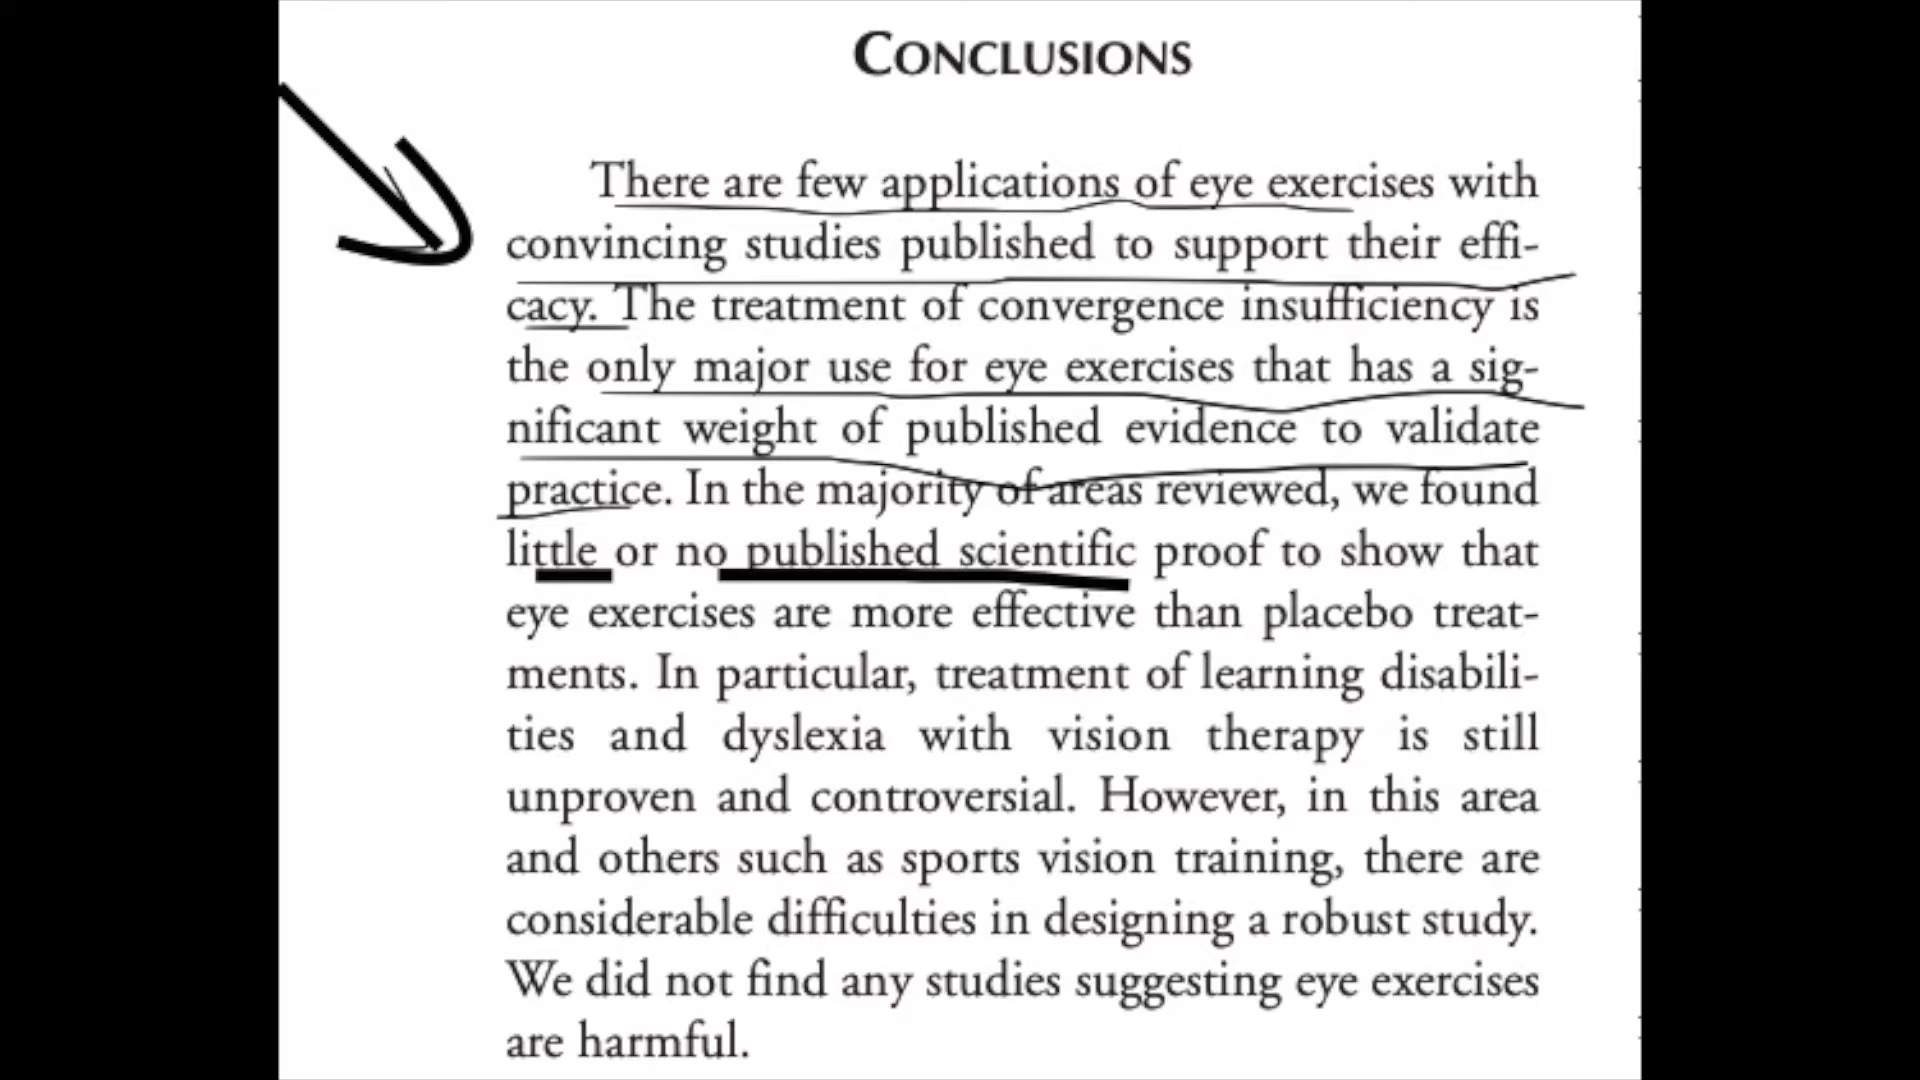 CONCLUSIONS
There are few applications of eye exercises with
convincing studies published to support their effi-
cacy. The treatment of convergence insufficiency is
the only major use for eye exercises that has a sig-
nificant weight of published evidence to validate
practice. In the majority of areas reviewed, we found
little or no published scientific proof to show that
eye exercises are more effective than placebo treat-
ments. In particular, treatment of learning disabili-
ties and dyslexia with vision therapy is still
unproven and controversial. However, in this area
and others such as sports vision training, there are
considerable difficulties in designing a robust study.
We did not find any studies suggesting eye exercises
are harmful.